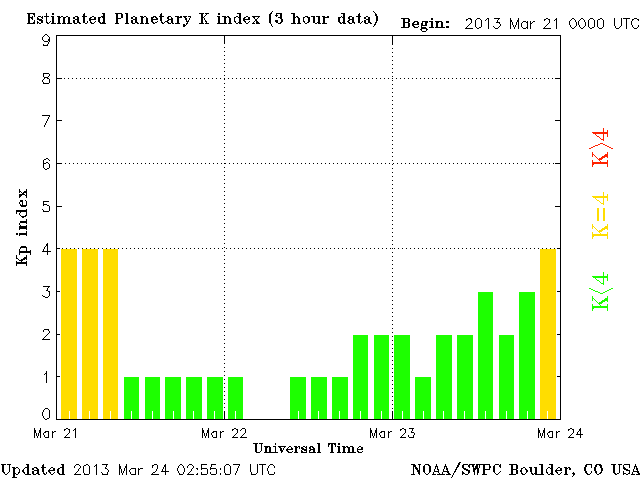 Estimated Planetary K index (3 hour data) Begin: 2013 Mar 21 0000 UTC
9
8
7
6
5
4
3
2
1
0
Kp index
K>4
K=4
K<4
Mar 21 Mar 22 Mar 23 Mar 24
Universal Time
Updated 2013 Mar 24 02:55:07 UTC NOAA/SWPC Boulder, CO USA